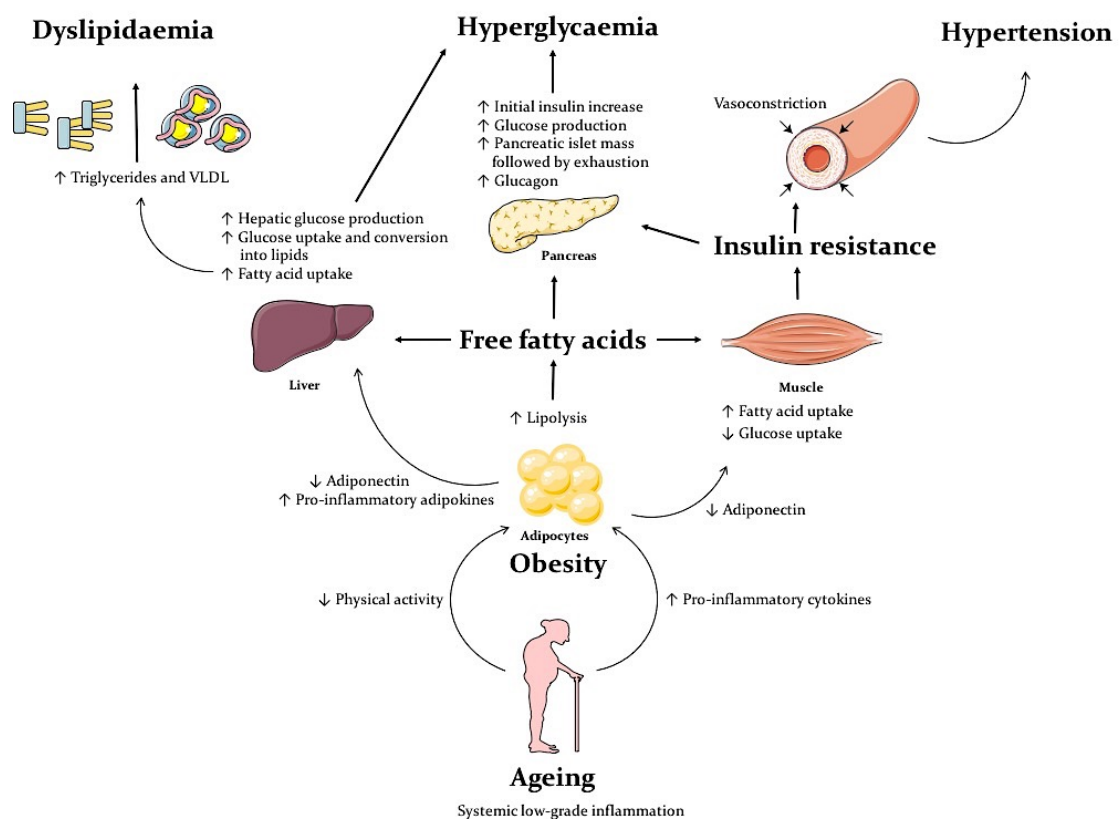 Dyslipidaemia
Hyperglycaemia
Hypertension
Vasoconstriction
↑ Initial insulin increase
↑ Glucose production
↑ Pancreatic islet mass
followed by exhaustion
↑ Glucagon
↑ Triglycerides and VLDL
↑ Hepatic glucose production
↑ Glucose uptake and conversion
into lipids
↑ Fatty acid uptake
Pancreas
Insulin resistance
Free fatty acids
Liver
Muscle
↑ Fatty acid uptake
↓ Glucose uptake
↑ Lipolysis
↓ Adiponectin
↑ Pro-inflammatory adipokines
↓ Adiponectin
Adipocytes
Obesity
↓ Physical activity
↑ Pro-inflammatory cytokines
Ageing
Systemic low-grade inflammation